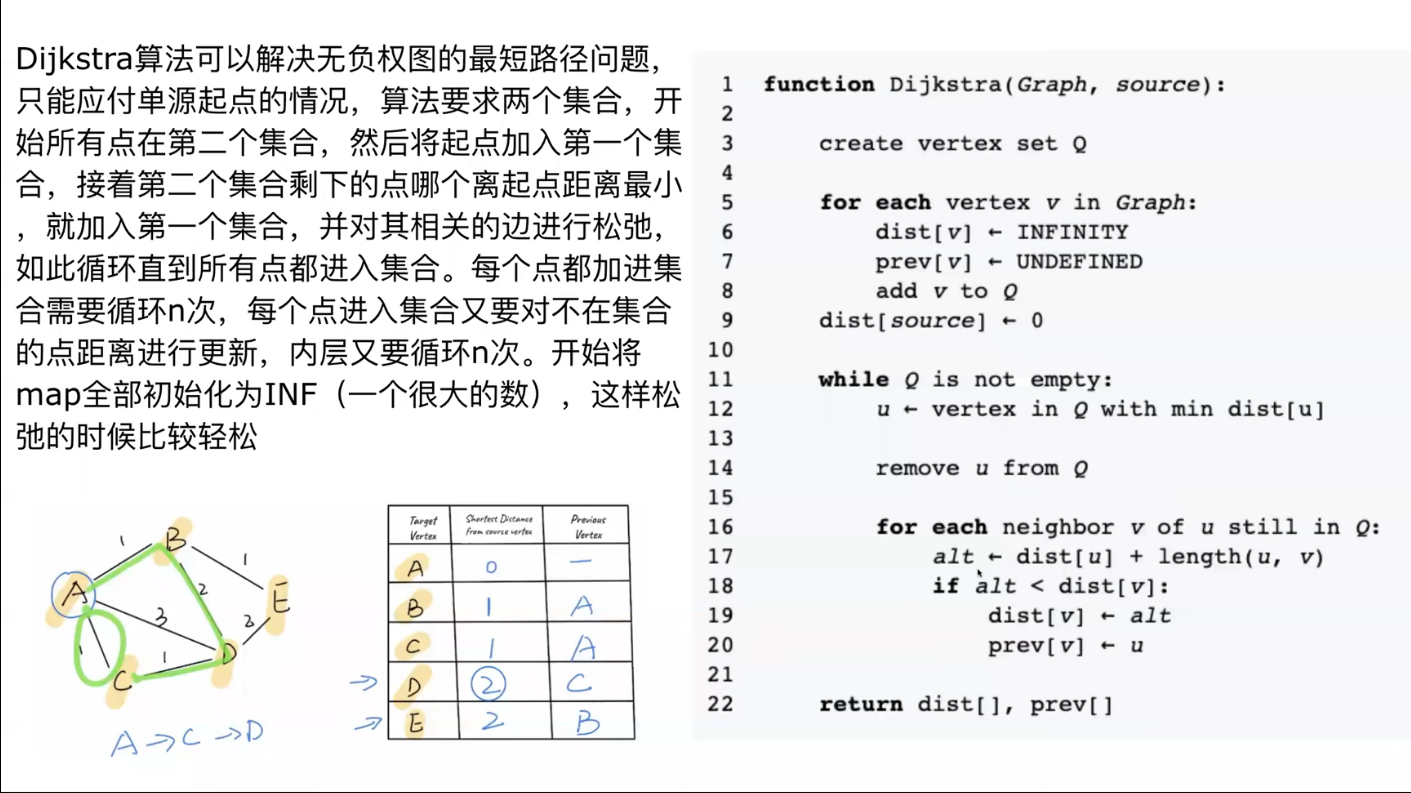 Dijkstra算法可以解决无负权图的最短路径问题，
只能应付单源起点的情况，算法要求两个集合，开
始所有点在第二个集合，然后将起点加入第一个集
合，接着第二个集合剩下的点哪个离起点距离最小
，就加入第一个集合，并对其相关的边进行松弛，
如此循环直到所有点都进入集合。每个点都加进集
合需要循环n次，每个点进入集合又要对不在集合
的点距离进行更新，内层又要循环n次。开始将
map全部初始化为INF（一个很大的数），这样松
弛的时候比较轻松
1 function Dijkstra(Graph, source):
2
3 create vertex set Q
4
5 for each vertex v in Graph:
6 dist[v] ← INFINITY
7 prev[v] ← UNDEFINED
8 add v to Q
9 dist[source] ← 0
10
11 while Q is not empty:
12 u ← vertex in Q with min dist[u]
13
14 remove u from Q
15
16 for each neighbor v of u still in Q:
17 alt ← dist[u] + length(u, v)
18 if alt < dist[v]:
19 dist[v] ← alt
20 prev[v] ← u
21
22 return dist[], prev[]
1 B 1
A 3 2 E
1 1 D 2
C
A→C→D
Target Vertex Shortest Distance from source vertex Previous Vertex
A 0 —
B 1 A
C 1 A
→ D 2 C
→ E 2 B